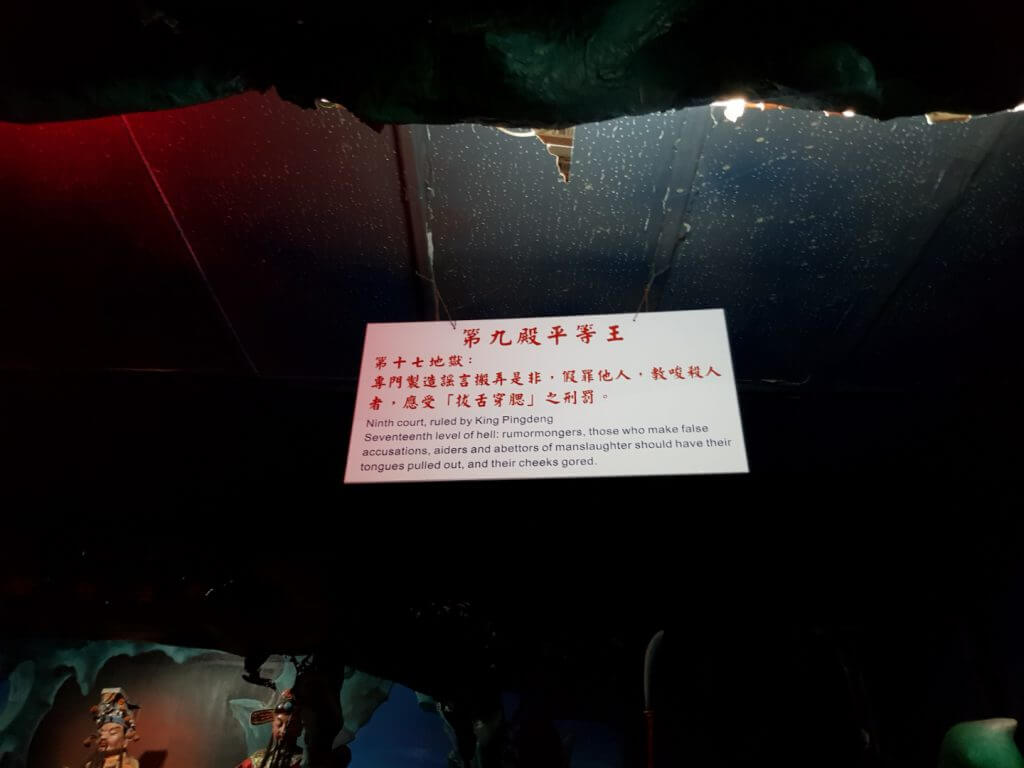 第九殿平等王
第十七地獄：
專門製造謠言搬弄是非，假罪他人，教唆殺人
者，應受「拔舌穿腮」之刑罰。
Ninth court, ruled by King Pingdeng
Seventeenth level of hell: rumormongers, those who make false
accusations, aiders and abettors of manslaughter should have their
tongues pulled out, and their cheeks gored.